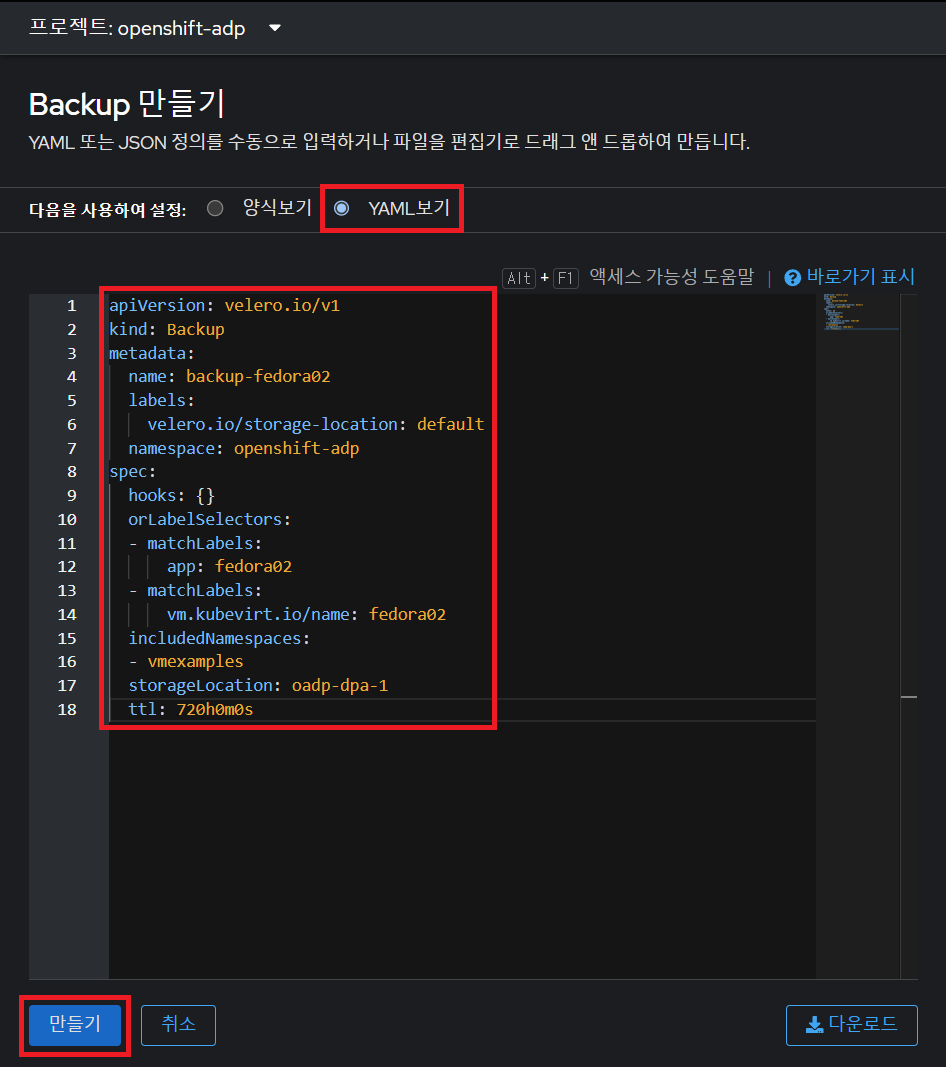 프로젝트: openshift-adp
Backup 만들기
YAML 또는 JSON 정의를 수동으로 입력하거나 파일을 편집기로 드래그 앤 드롭하여 만듭니다.
다음을 사용하여 설정: 양식보기 YAML보기
Alt + F1 액세스 가능성 도움말 | 바로가기 표시
1 apiVersion: velero.io/v1
2 kind: Backup
3 metadata:
4   name: backup-fedora02
5   labels:
6     velero.io/storage-location: default
7   namespace: openshift-adp
8 spec:
9   hooks: {}
10   orLabelSelectors:
11   - matchLabels:
12       app: fedora02
13   - matchLabels:
14       vm.kubevirt.io/name: fedora02
15   includedNamespaces:
16   - vmexamples
17   storageLocation: oadp-dpa-1
18   ttl: 720h0m0s
만들기 취소 다운로드